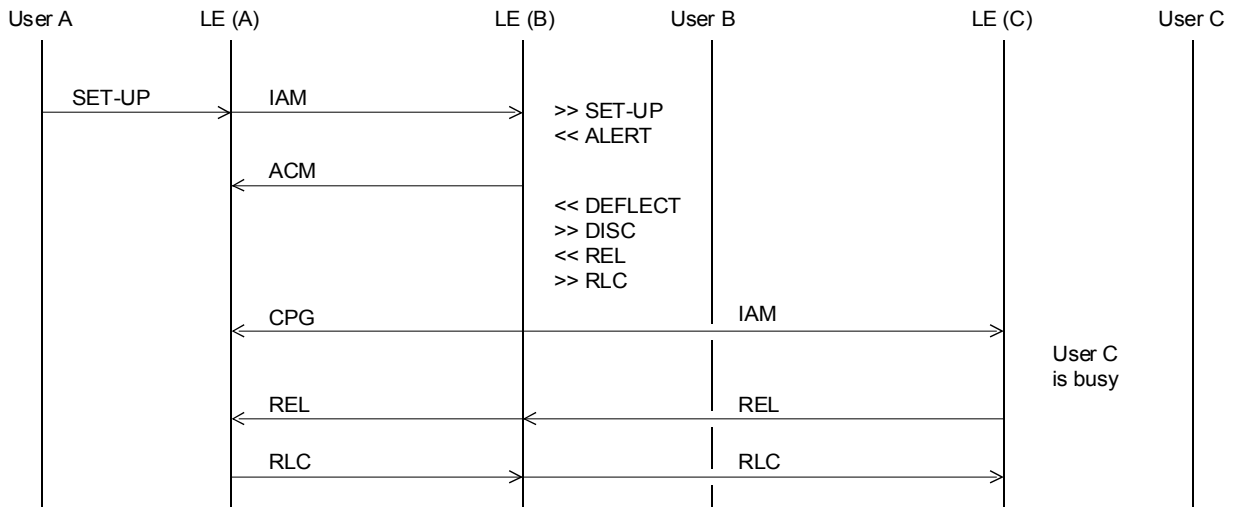 User A
LE (A)
LE (B)
User B
LE (C)
User C
SET-UP
IAM
>> SET-UP
<< ALERT
ACM
<< DEFLECT
>> DISC
<< REL
>> RLC
CPG
IAM
User C
is busy
REL
REL
RLC
RLC